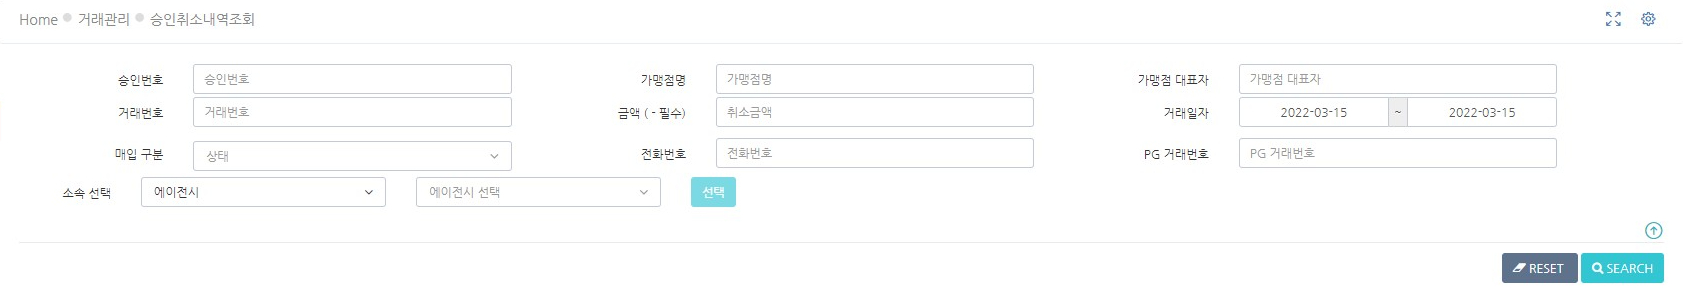 Home 거래관리 승인취소내역조회
승인번호 승인번호 가맹점명 가맹점명 가맹점 대표자 가맹점 대표자
거래번호 거래번호 금액 ( - 필수) 취소금액 거래일자 2022-03-15 ~ 2022-03-15
매입 구분 상태 전화번호 전화번호 PG 거래번호 PG 거래번호
소속 선택 에이전시 에이전시 선택 선택
RESET SEARCH